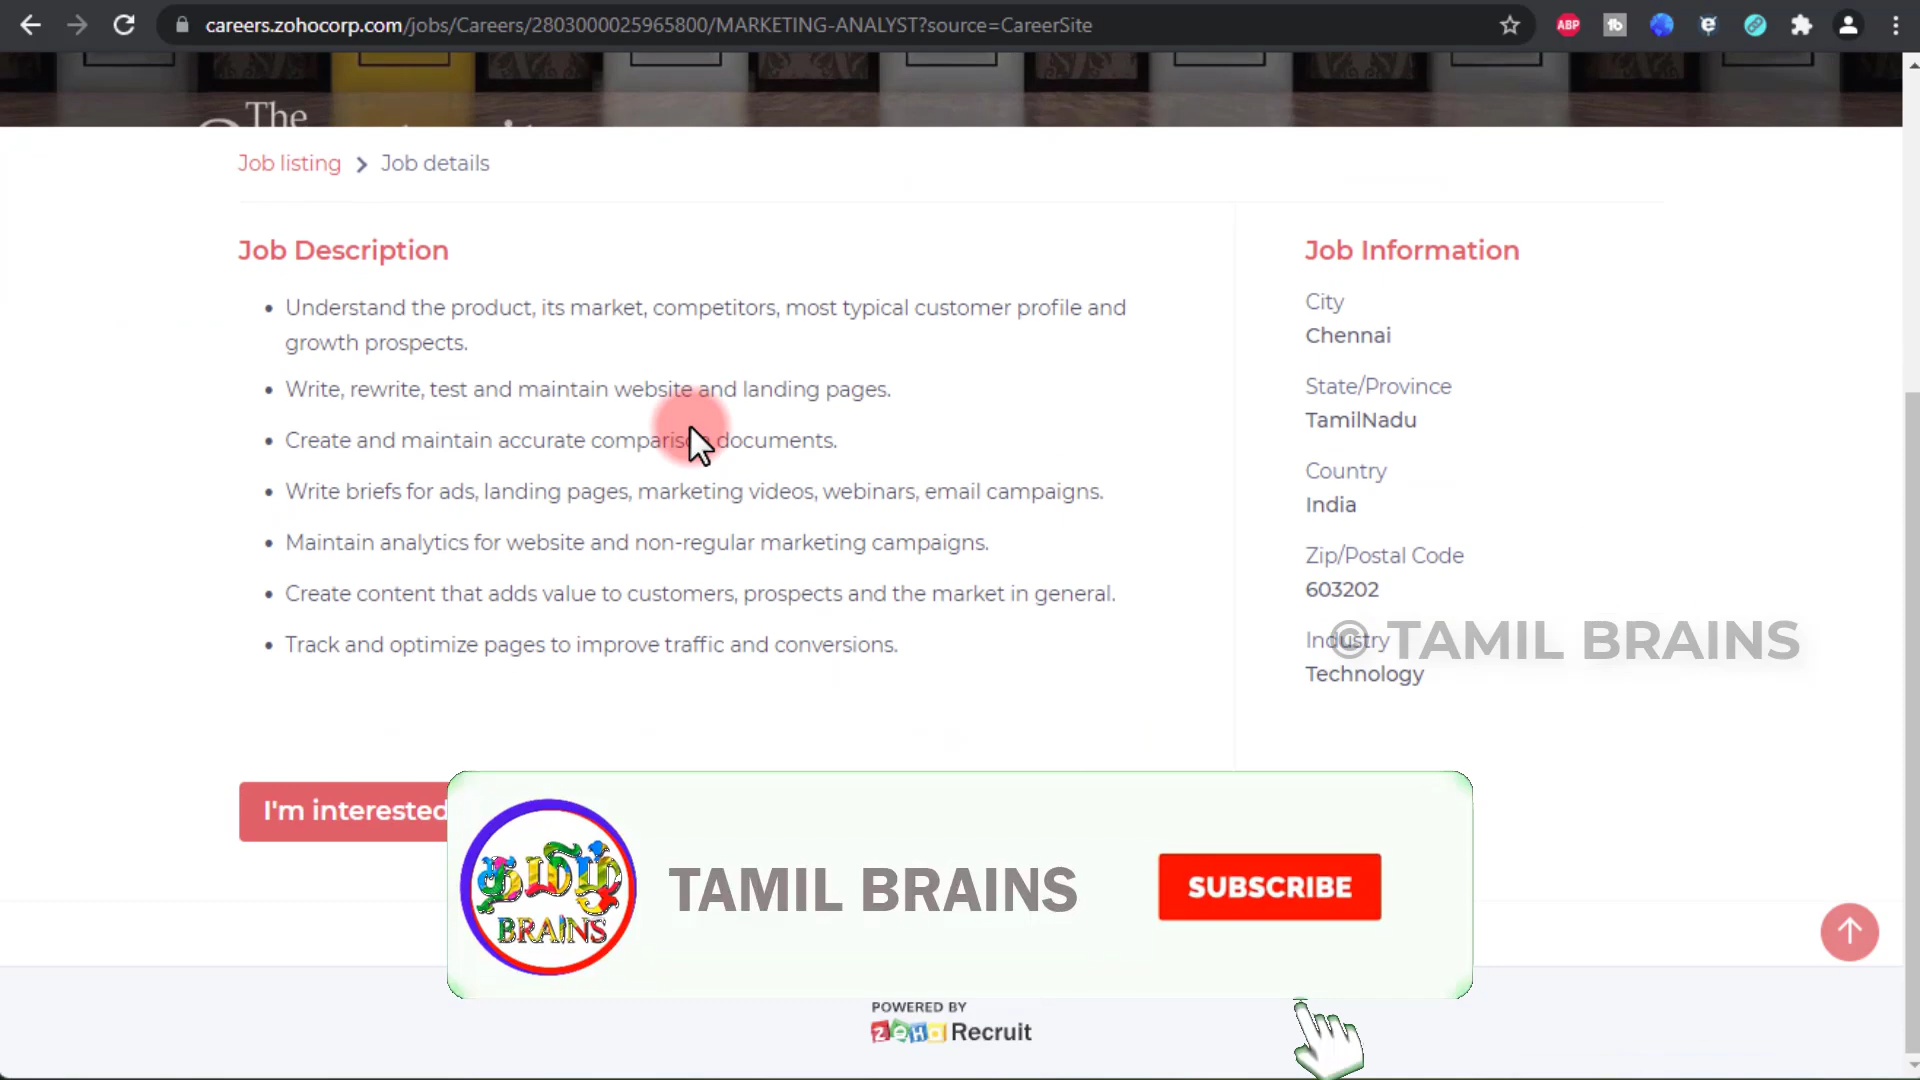 careers.zohocorp.com/jobs/Careers/2803000025965800/MARKETING-ANALYST?source=CareerSite
ABP
tb
The
Job listing > Job details
Job Description
• Understand the product, its market, competitors, most typical customer profile and
growth prospects.
• Write, rewrite, test and maintain website and landing pages.
• Create and maintain accurate comparison documents.
• Write briefs for ads, landing pages, marketing videos, webinars, email campaigns.
• Maintain analytics for website and non-regular marketing campaigns.
• Create content that adds value to customers, prospects and the market in general.
• Track and optimize pages to improve traffic and conversions.
I'm interested
Job Information
City
Chennai
State/Province
TamilNadu
Country
India
Zip/Postal Code
603202
Industry
Technology
© TAMIL BRAINS
தமிழ்
BRAINS
TAMIL BRAINS
SUBSCRIBE
POWERED BY
ZOHO Recruit